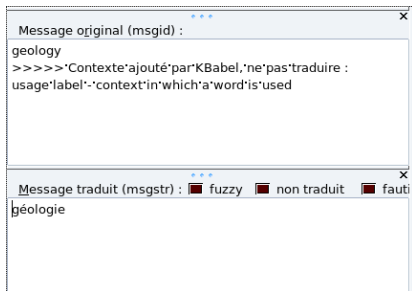 Message original (msgid) :
geology
>>>>>·Contexte·ajouté·par·KBabel,·ne·pas·traduire :
usage·label·-·context·in·which·a·word·is·used
Message traduit (msgstr) : fuzzy non traduit fauti
géologie